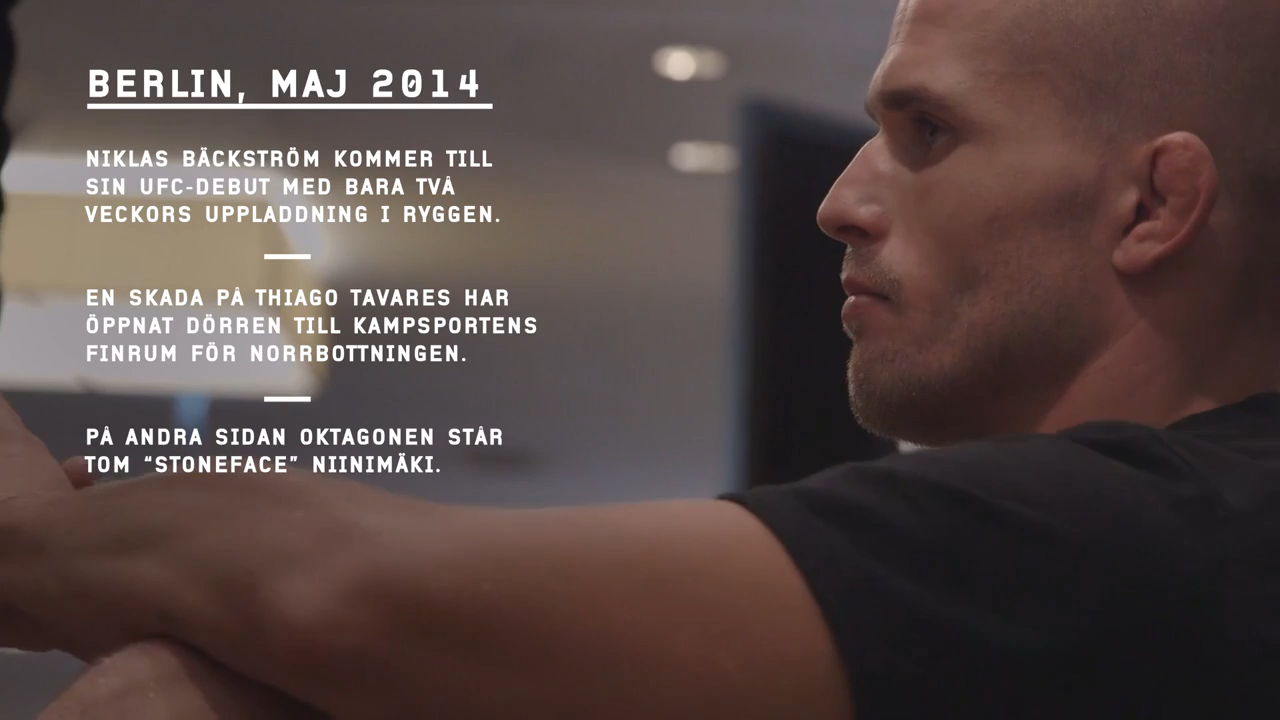 BERLIN, MAJ 2014
NIKLAS BÄCKSTRÖM KOMMER TILL
SIN UFC-DEBUT MED BARA TVÅ
VECKORS UPPLADDNING I RYGGEN.
EN SKADA PÅ THIAGO TAVARES HAR
ÖPPNAT DÖRREN TILL KAMPSPORTENS
FINRUM FÖR NORRBOTTNINGEN.
PÅ ANDRA SIDAN OKTAGONEN STÅR
TOM “STONEFACE” NIINIMÄKI.